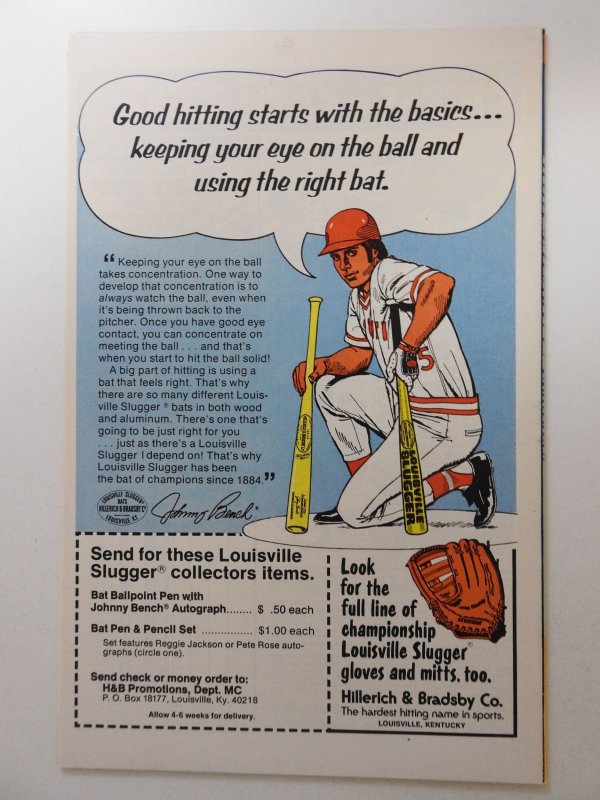 Good hitting starts with the basics...
keeping your eye on the ball and
using the right bat.
“ Keeping your eye on the ball
takes concentration. One way to
develop that concentration is to
always watch the ball, even when
it's being thrown back to the
pitcher. Once you have good eye
contact, you can concentrate on
meeting the ball . . . and that's
when you start to hit the ball solid!
A big part of hitting is using a
bat that feels right. That's why
there are so many different Louis-
ville Slugger ® bats in both wood
and aluminum. There's one that's
going to be just right for you
. . . just as there's a Louisville
Slugger I depend on! That's why
Louisville Slugger has been
the bat of champions since 1884.”
LOUISVILLE SLUGGER
BATS
HILLERICH & BRADSBY Co
LOUISVILLE, KY.
Johnny Bench
5
LOUISVILLE
SLUGGER
Send for these Louisville
Slugger® collectors items.
Bat Ballpoint Pen with
Johnny Bench® Autograph........ $ .50 each
Bat Pen & Pencil Set ................ $1.00 each
Set features Reggie Jackson or Pete Rose auto-
graphs (circle one).
Send check or money order to:
H&B Promotions, Dept. MC
P. O. Box 18177, Louisville, Ky. 40218
Allow 4-6 weeks for delivery.
Look
for the
full line of
championship
Louisville Slugger®
gloves and mitts, too.
Hillerich & Bradsby Co.
The hardest hitting name in sports.
LOUISVILLE, KENTUCKY